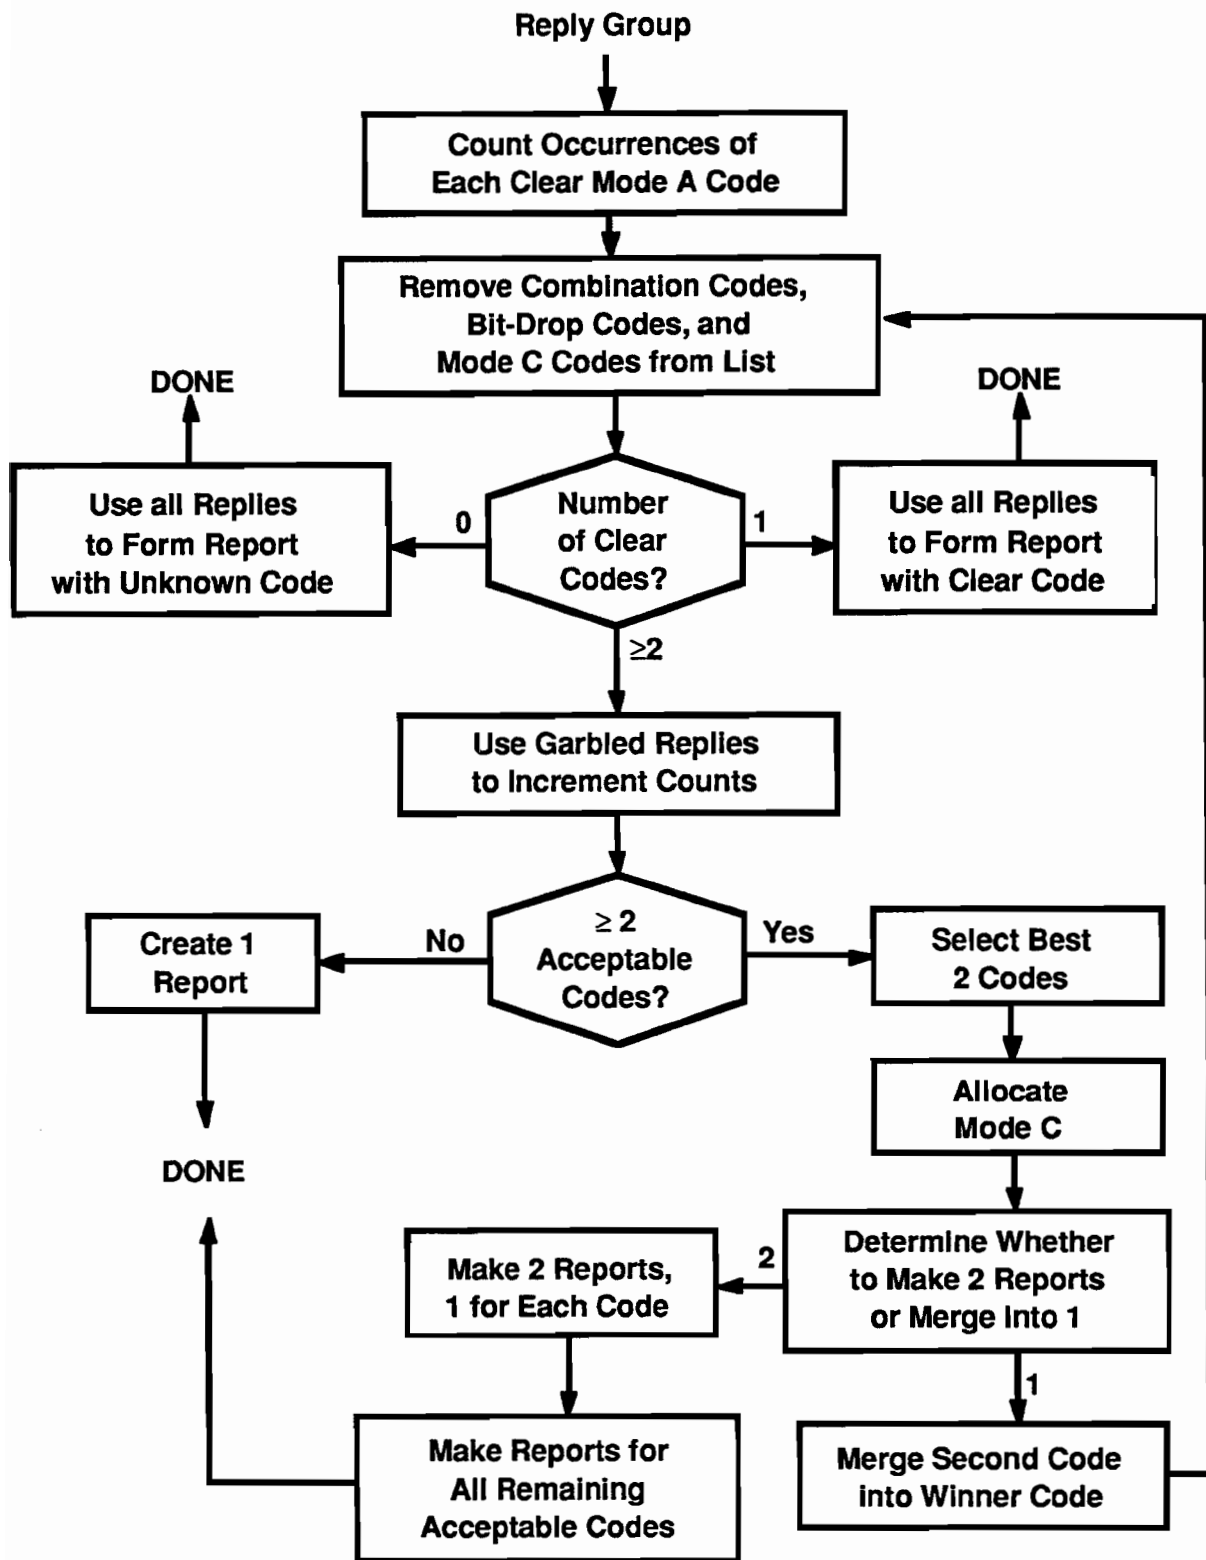 Reply Group
Count Occurrences of
Each Clear Mode A Code
Remove Combination Codes,
Bit-Drop Codes, and
Mode C Codes from List
DONE
DONE
Use all Replies
to Form Report
with Unknown Code
0
Number
of Clear
Codes?
1
Use all Replies
to Form Report
with Clear Code
≥2
Use Garbled Replies
to Increment Counts
Create 1
Report
No
≥ 2
Acceptable
Codes?
Yes
Select Best
2 Codes
Allocate
Mode C
DONE
Make 2 Reports,
1 for Each Code
2
Determine Whether
to Make 2 Reports
or Merge Into 1
1
Make Reports for
All Remaining
Acceptable Codes
Merge Second Code
into Winner Code